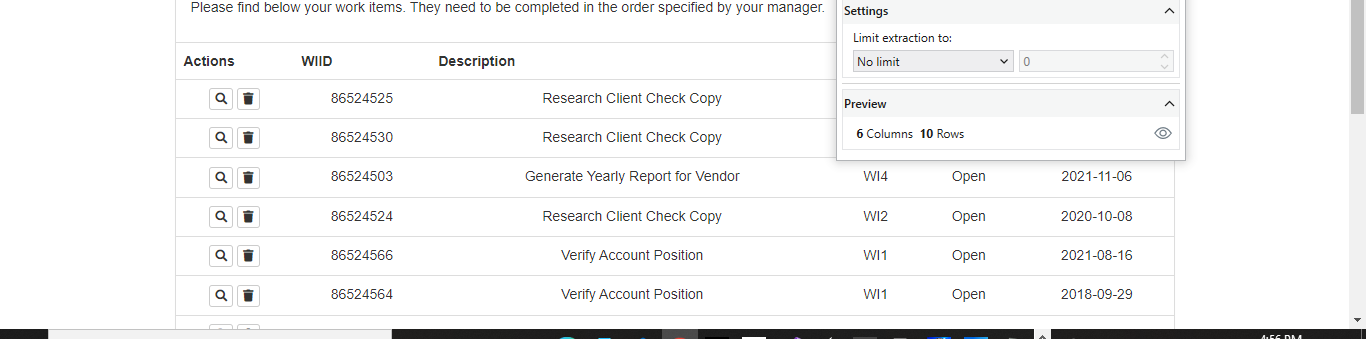 Please find below your work items. They need to be completed in the order specified by your manager.
Settings
Limit extraction to:
No limit 0
Preview
6 Columns 10 Rows
Actions WIID Description
86524525 Research Client Check Copy
86524530 Research Client Check Copy
86524503 Generate Yearly Report for Vendor WI4 Open 2021-11-06
86524524 Research Client Check Copy WI2 Open 2020-10-08
86524566 Verify Account Position WI1 Open 2021-08-16
86524564 Verify Account Position WI1 Open 2018-09-29
4:56 PM